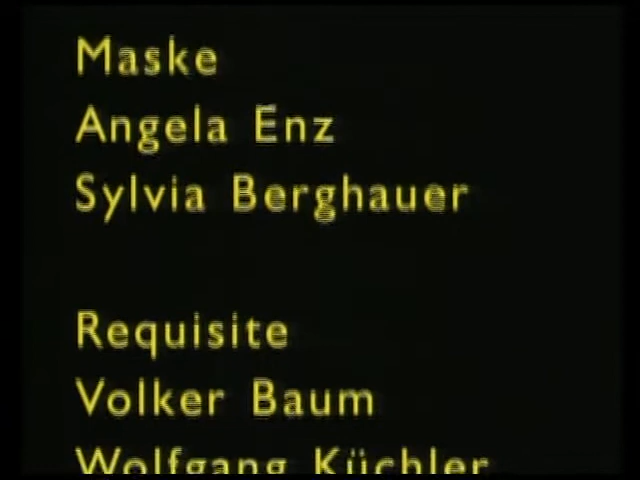 Maske
Angela Enz
Sylvia Berghauer
Requisite
Volker Baum
Wolfgang Küchler